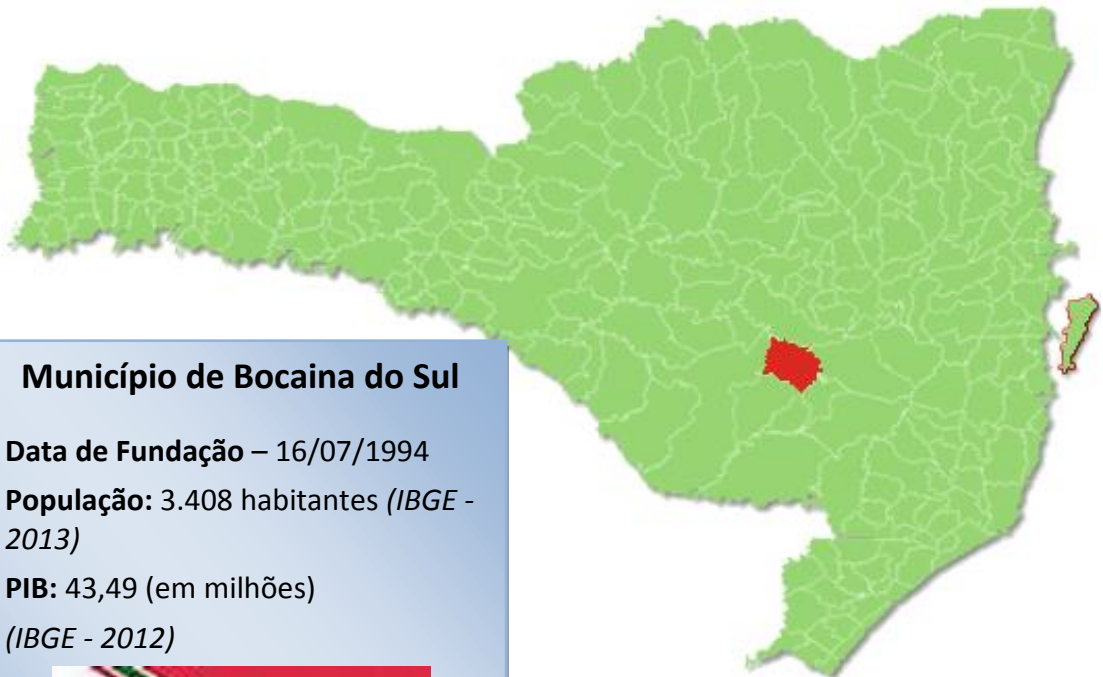 Município de Bocaina do Sul
Data de Fundação – 16/07/1994
População: 3.408 habitantes (IBGE -
2013)
PIB: 43,49 (em milhões)
(IBGE - 2012)